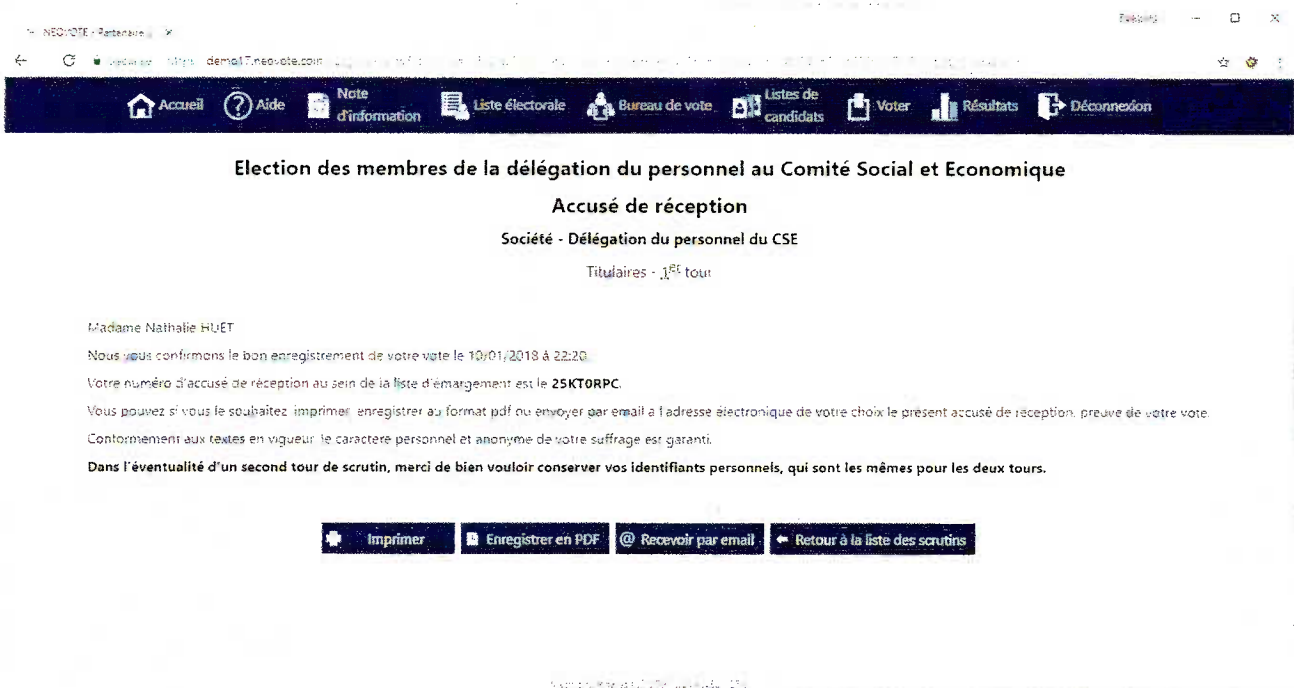 NEOVOTE - Partenaire
demo17.neovote.com
Accueil
Aide
Note d'information
Liste électorale
Bureau de vote
Listes de candidats
Voter
Résultats
Déconnexion
Election des membres de la délégation du personnel au Comité Social et Economique
Accusé de réception
Société - Délégation du personnel du CSE
Titulaires - 1er tour
Madame Nathalie HUET
Nous vous confirmons le bon enregistrement de votre vote le 10/01/2018 à 22:20.
Votre numéro d'accusé de réception au sein de la liste d'émargement est le 25KT0RPC.
Vous pouvez si vous le souhaitez imprimer enregistrer au format pdf ou envoyer par email a l adresse électronique de votre choix le présent accusé de réception, preuve de votre vote.
Conformement aux textes en vigueur le caractere personnel et anonyme de votre suffrage est garanti.
Dans l'éventualité d'un second tour de scrutin, merci de bien vouloir conserver vos identifiants personnels, qui sont les mêmes pour les deux tours.
Imprimer
Enregistrer en PDF
@ Recevoir par email
Retour à la liste des scrutins